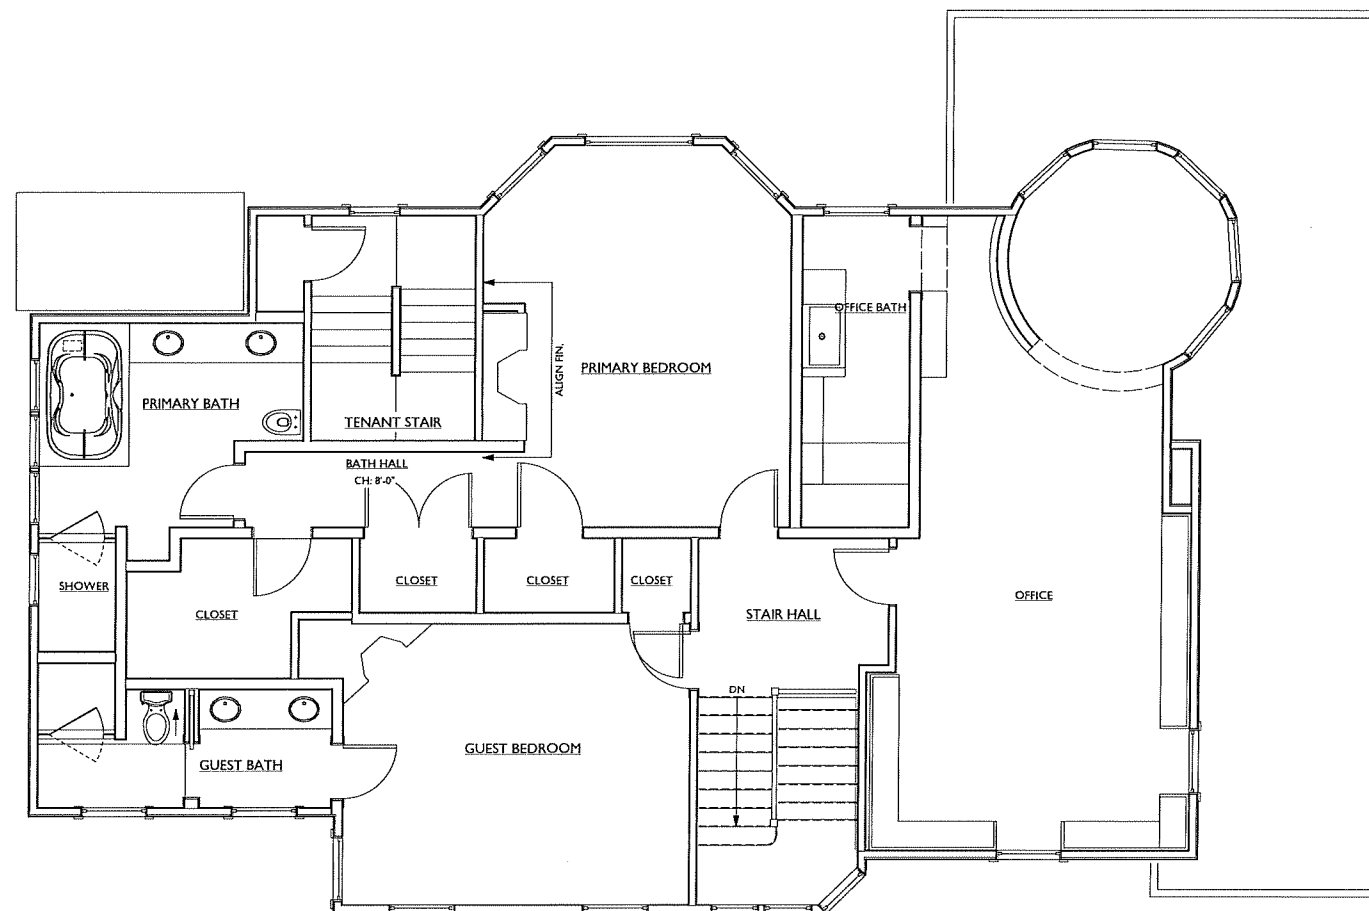 OFFICE BATH
PRIMARY BEDROOM
ALIGN FIN.
PRIMARY BATH
TENANT STAIR
BATH HALL
CH: 8'-0"
SHOWER
CLOSET
CLOSET
CLOSET
CLOSET
STAIR HALL
OFFICE
DN
GUEST BEDROOM
GUEST BATH